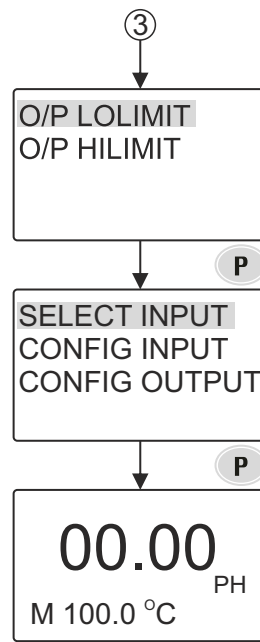 3
O/P LOLIMIT
O/P HILIMIT
P
SELECT INPUT
CONFIG INPUT
CONFIG OUTPUT
P
00.00
PH
M 100.0 °C